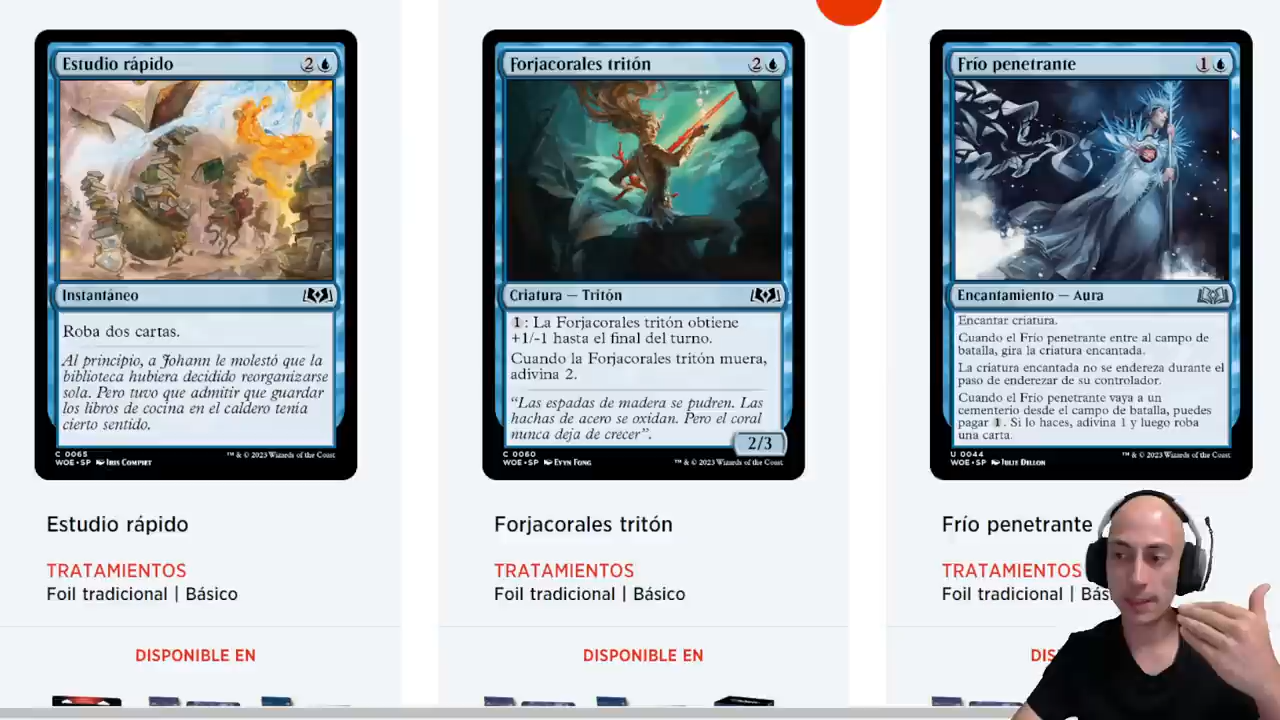 Estudio rápido
2
Instantáneo
Roba dos cartas.
Al principio, a Johann le molestó que la
biblioteca hubiera decidido reorganizarse
sola. Pero tuvo que admitir que guardar
los libros de cocina en el caldero tenía
cierto sentido.
C 0065
WOE • SP Iris Compiet
™ & © 2023 Wizards of the Coast
Estudio rápido
TRATAMIENTOS
Foil tradicional | Básico
DISPONIBLE EN
Forjacorales tritón
2
Criatura — Tritón
1: La Forjacorales tritón obtiene
+1/-1 hasta el final del turno.
Cuando la Forjacorales tritón muera,
adivina 2.
“Las espadas de madera se pudren. Las
hachas de acero se oxidan. Pero el coral
nunca deja de crecer”.
2/3
C 0060
WOE • SP Evyn Fong
™ & © 2023 Wizards of the Coast
Forjacorales tritón
TRATAMIENTOS
Foil tradicional | Básico
DISPONIBLE EN
Frío penetrante
1
Encantamiento — Aura
Encantar criatura.
Cuando el Frío penetrante entre al campo de
batalla, gira la criatura encantada.
La criatura encantada no se endereza durante el
paso de enderezar de su controlador.
Cuando el Frío penetrante vaya a un
cementerio desde el campo de batalla, puedes
pagar 1. Si lo haces, adivina 1 y luego roba
una carta.
U 0044
WOE • SP Julie Dillon
™ & © 2023 Wizards of the Coast
Frío penetrante
TRATAMIENTOS
Foil tradicional | Bás
DIS